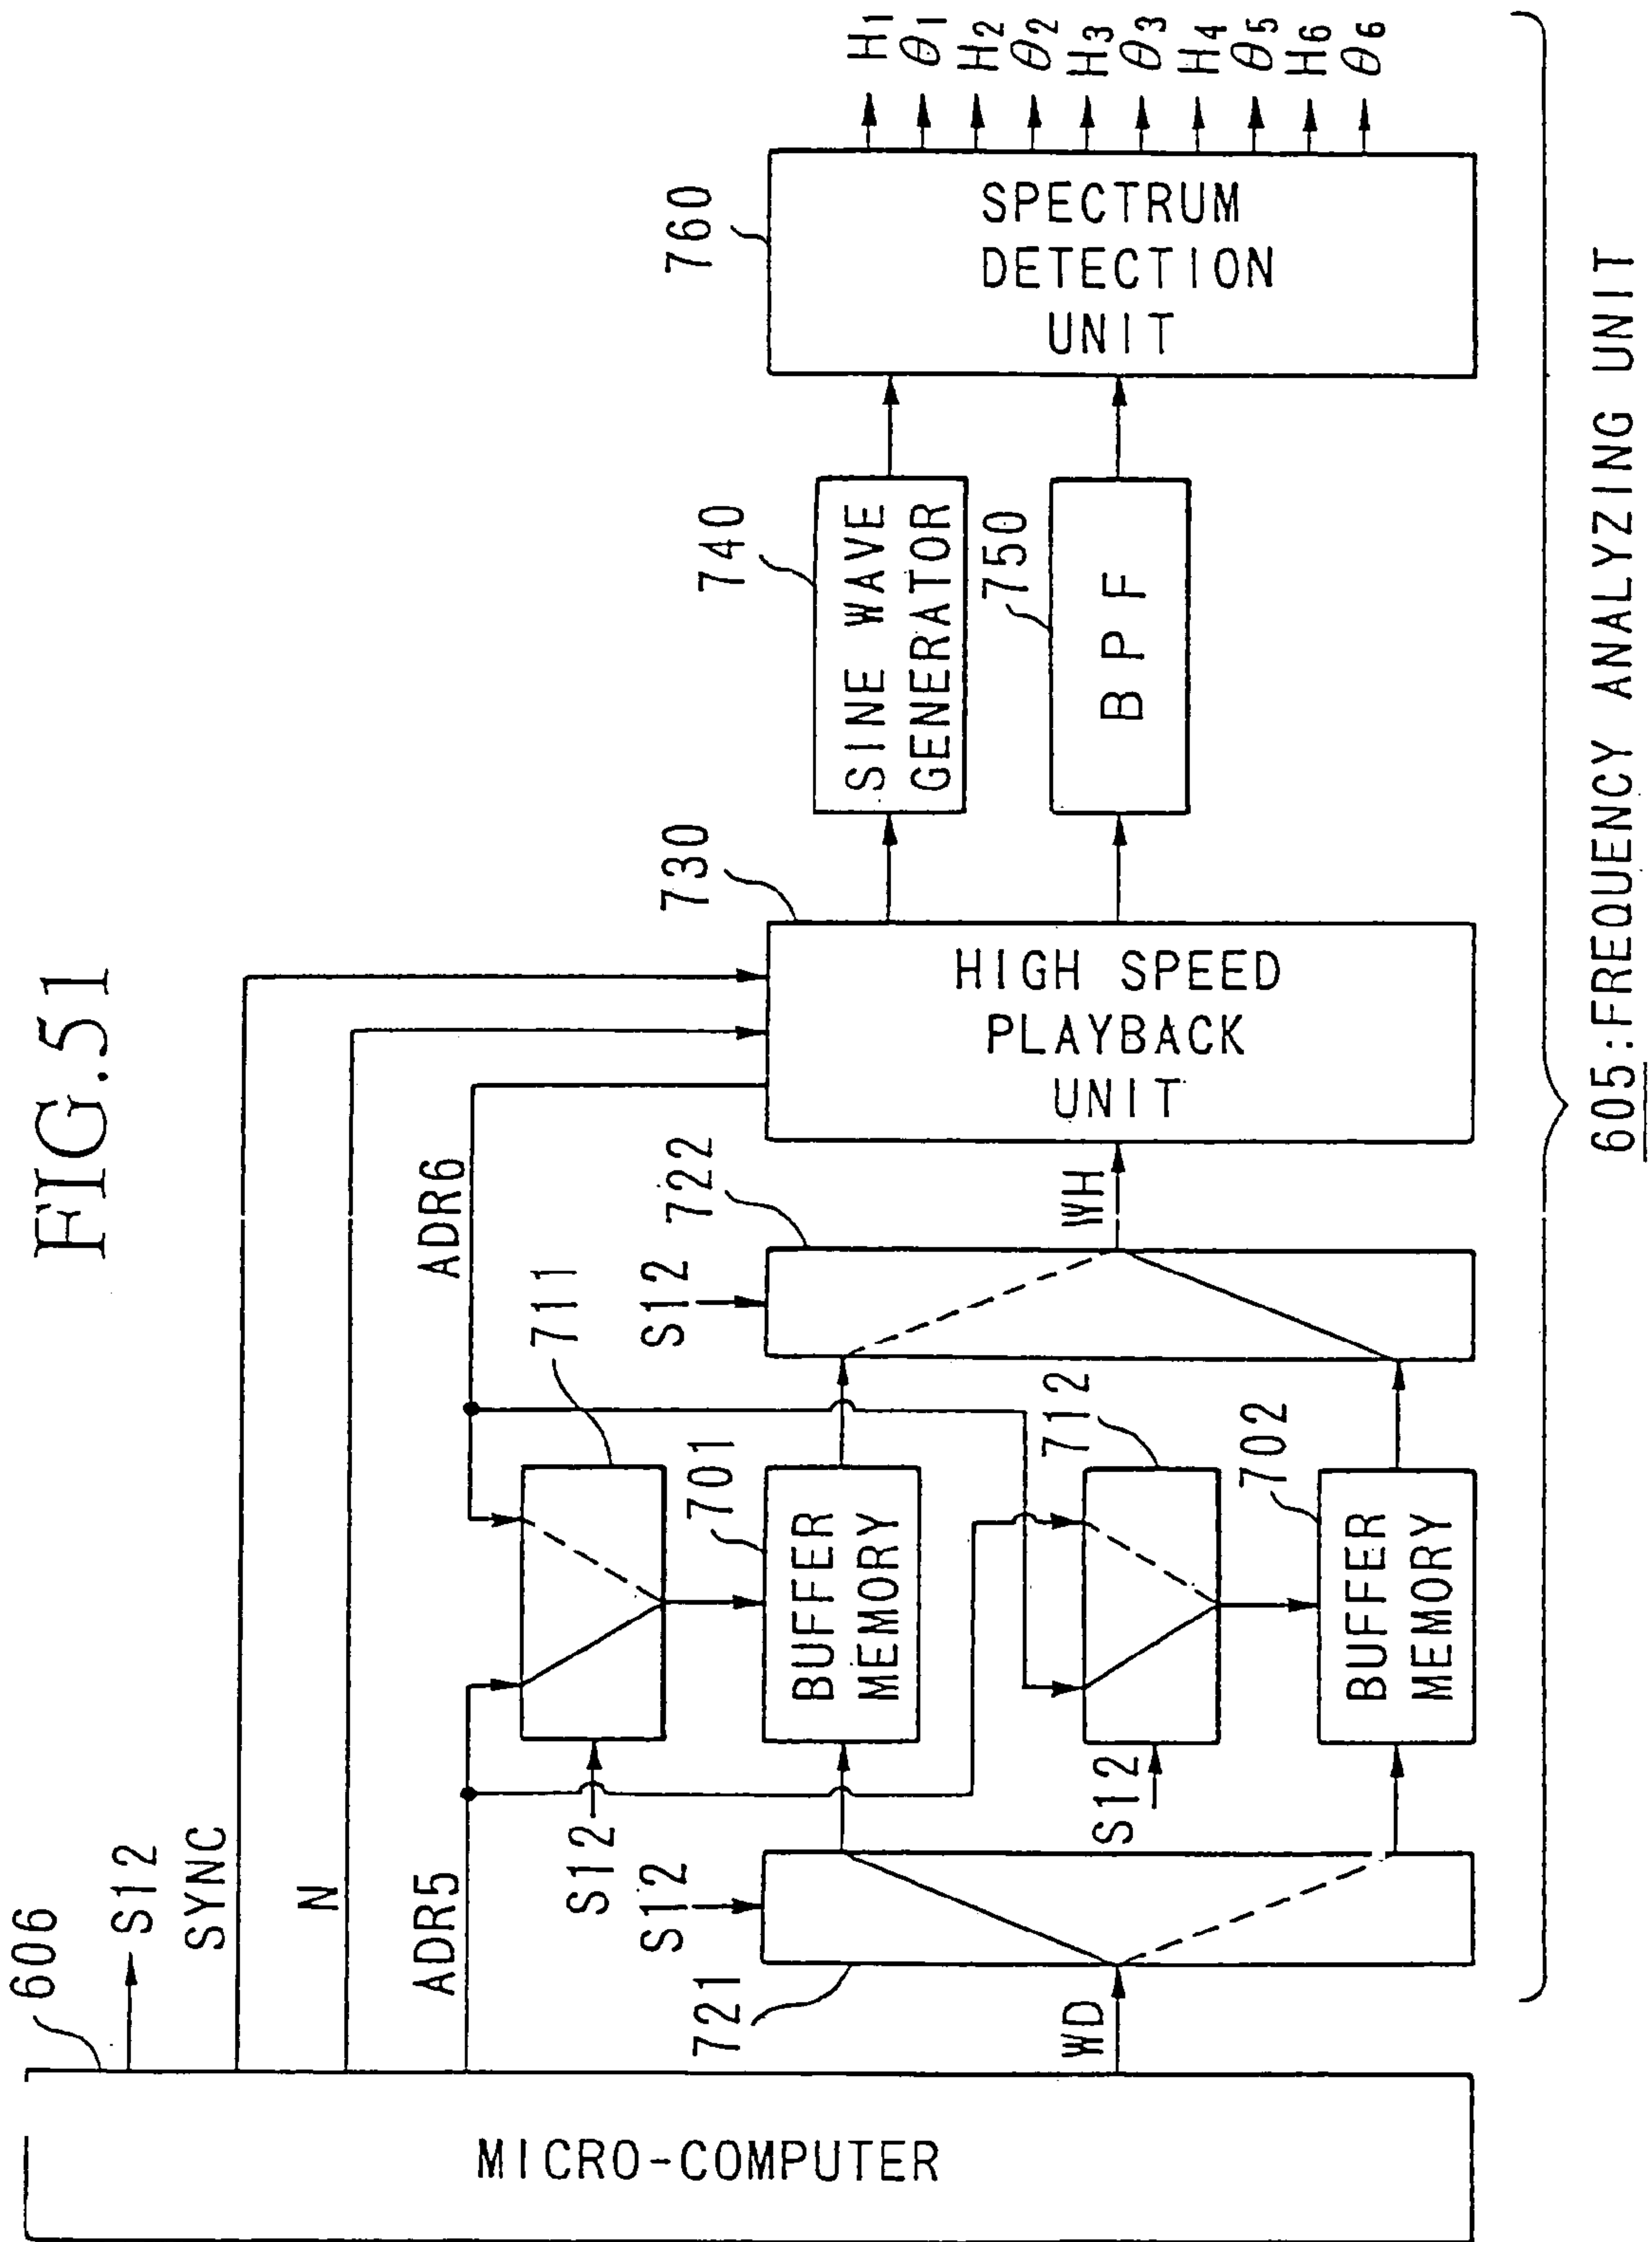 FIG.51
606
MICRO-COMPUTER
S12
SYNC
N
ADR5
ADR6
WD
721
S12
S12
711
701
BUFFER
MEMORY
S12
712
702
BUFFER
MEMORY
S12
722
WH
730
HIGH SPEED
PLAYBACK
UNIT
740
SINE WAVE
GENERATOR
750
BPF
760
SPECTRUM
DETECTION
UNIT
H1
θ1
H2
θ2
H3
θ3
H4
θ5
H6
θ6
605:FREQUENCY ANALYZING UNIT